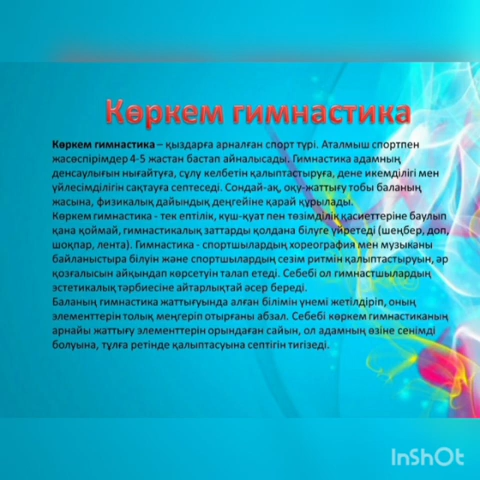 Көркем гимнастика
Көркем гимнастика – қыздарға арналған спорт түрі. Аталмыш спортпен
жасөспірімдер 4-5 жастан бастап айналысады. Гимнастика адамның
денсаулығын нығайтуға, сұлу келбетін қалыптастыруға, дене икемділігі мен
үйлесімділігін сақтауға септеседі. Сондай-ақ, оқу-жаттығу тобы баланың
жасына, физикалық дайындық деңгейіне қарай құрылады.
Көркем гимнастика - тек ептілік, күш-қуат пен төзімділік қасиеттеріне баулып
қана қоймай, гимнастикалық заттарды қолдана білуге үйретеді (шеңбер, доп,
шоқпар, лента). Гимнастика - спортшылардың хореография мен музыканы
байланыстыра білуін және спортшылардың сезім ритмін қалыптастыруын, әр
қозғалысын айқындап көрсетуін талап етеді. Себебі ол гимнастшылардың
эстетикалық тәрбиесіне айтарлықтай әсер береді.
Баланың гимнастика жаттығуында алған білімін үнемі жетілдіріп, оның
элементтерін толық меңгеріп отырғаны абзал. Себебі көркем гимнастиканың
арнайы жаттығу элементтерін орындаған сайын, ол адамның өзіне сенімді
болуына, тұлға ретінде қалыптасуына септігін тигізеді.
InShOt